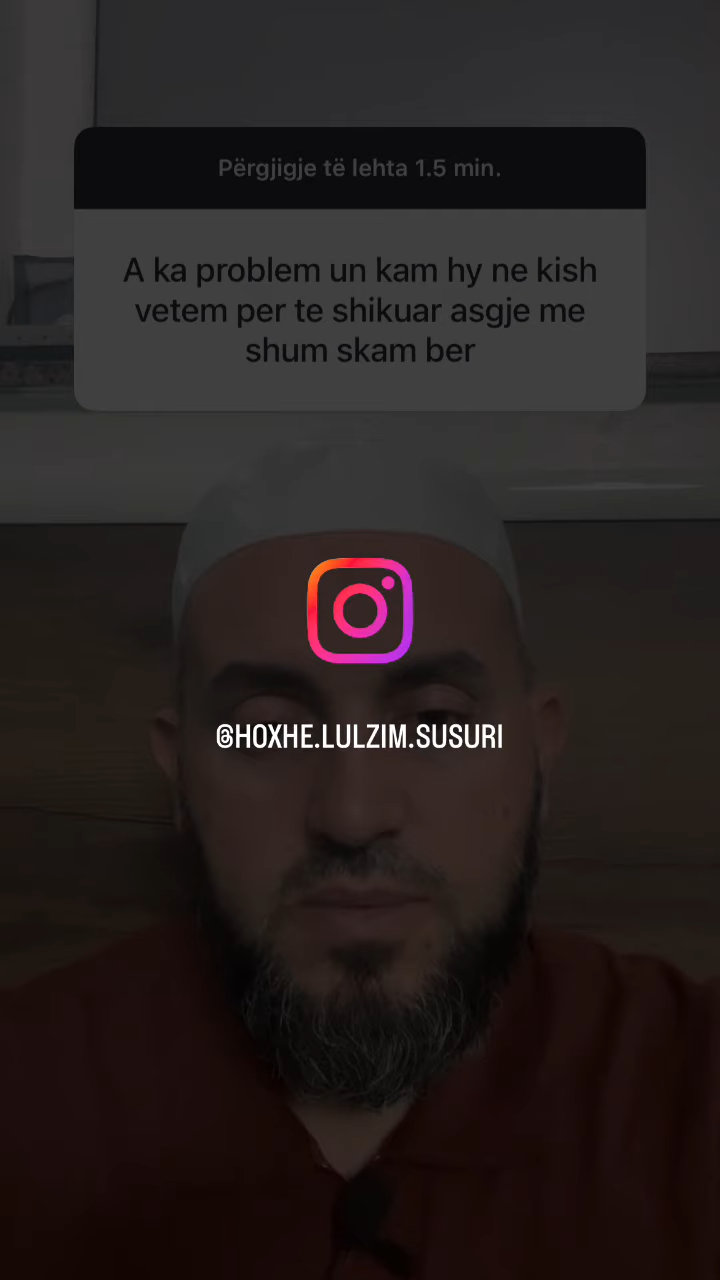 Përgjigje të lehta 1.5 min.
A ka problem un kam hy ne kish
vetem per te shikuar asgje me
shum skam ber
@HOXHE.LULZIM.SUSURI